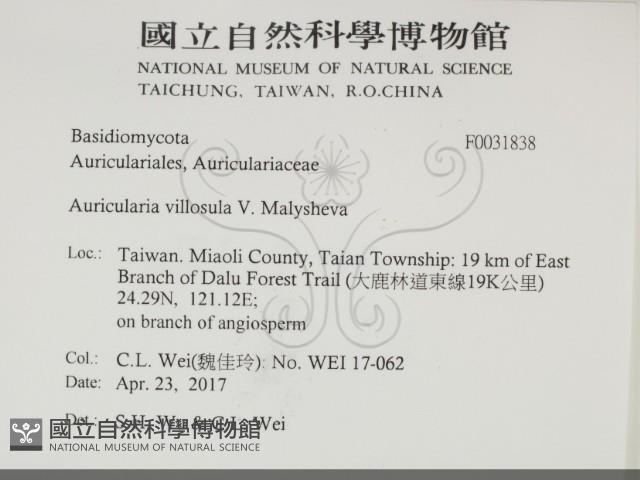 國立自然科學博物館
NATIONAL MUSEUM OF NATURAL SCIENCE
TAICHUNG, TAIWAN, R.O.CHINA
Basidiomycota F0031838
Auriculariales, Auriculariaceae
Auricularia villosula V. Malysheva
Loc.: Taiwan. Miaoli County, Taian Township: 19 km of East
Branch of Dalu Forest Trail (大鹿林道東線19K公里)
24.29N, 121.12E;
on branch of angiosperm
Col.: C.L. Wei(魏佳玲): No. WEI 17-062
Date: Apr. 23, 2017
Det.: S.H. Wu & C.L. Wei
國立自然科學博物館
NATIONAL MUSEUM OF NATURAL SCIENCE